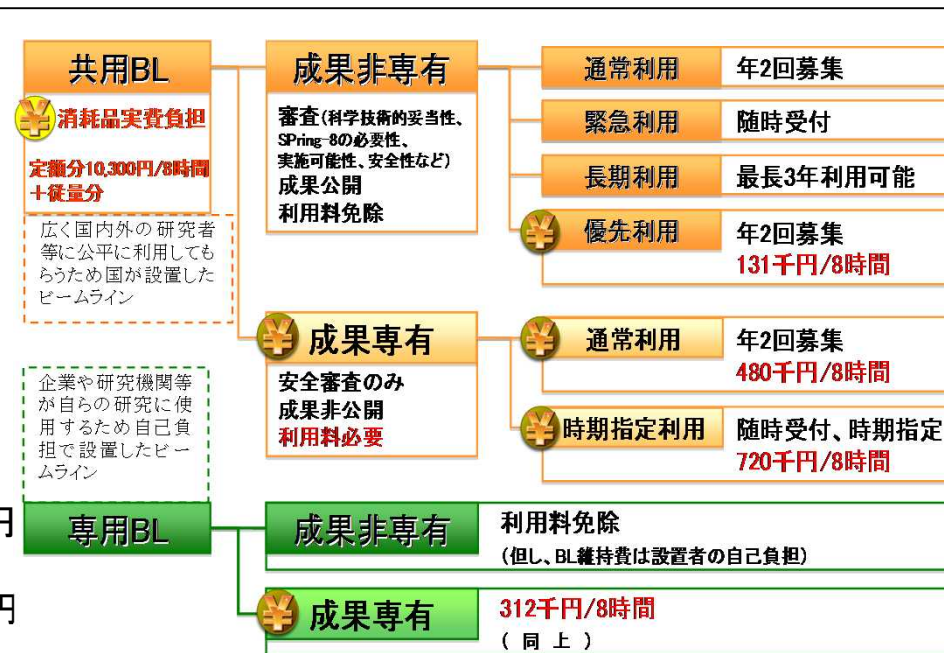 共用BL
消耗品実費負担
定額分10,300円/8時間
＋従量分
広く国内外の研究者
等に公平に利用しても
らうため国が設置した
ビームライン
成果非専有
審査(科学技術的妥当性、
SPring-8の必要性、
実施可能性、安全性など)
成果公開
利用料免除
通常利用 年2回募集
緊急利用 随時受付
長期利用 最長3年利用可能
優先利用 年2回募集
131千円/8時間
成果専有
安全審査のみ
成果非公開
利用料必要
通常利用 年2回募集
480千円/8時間
時期指定利用 随時受付、時期指定
720千円/8時間
企業や研究機関等
が自らの研究に使
用するため自己負
担で設置したビー
ムライン
円
専用BL
成果非専有 利用料免除
(但し、BL維持費は設置者の自己負担)
円
成果専有 312千円/8時間
( 同 上 )